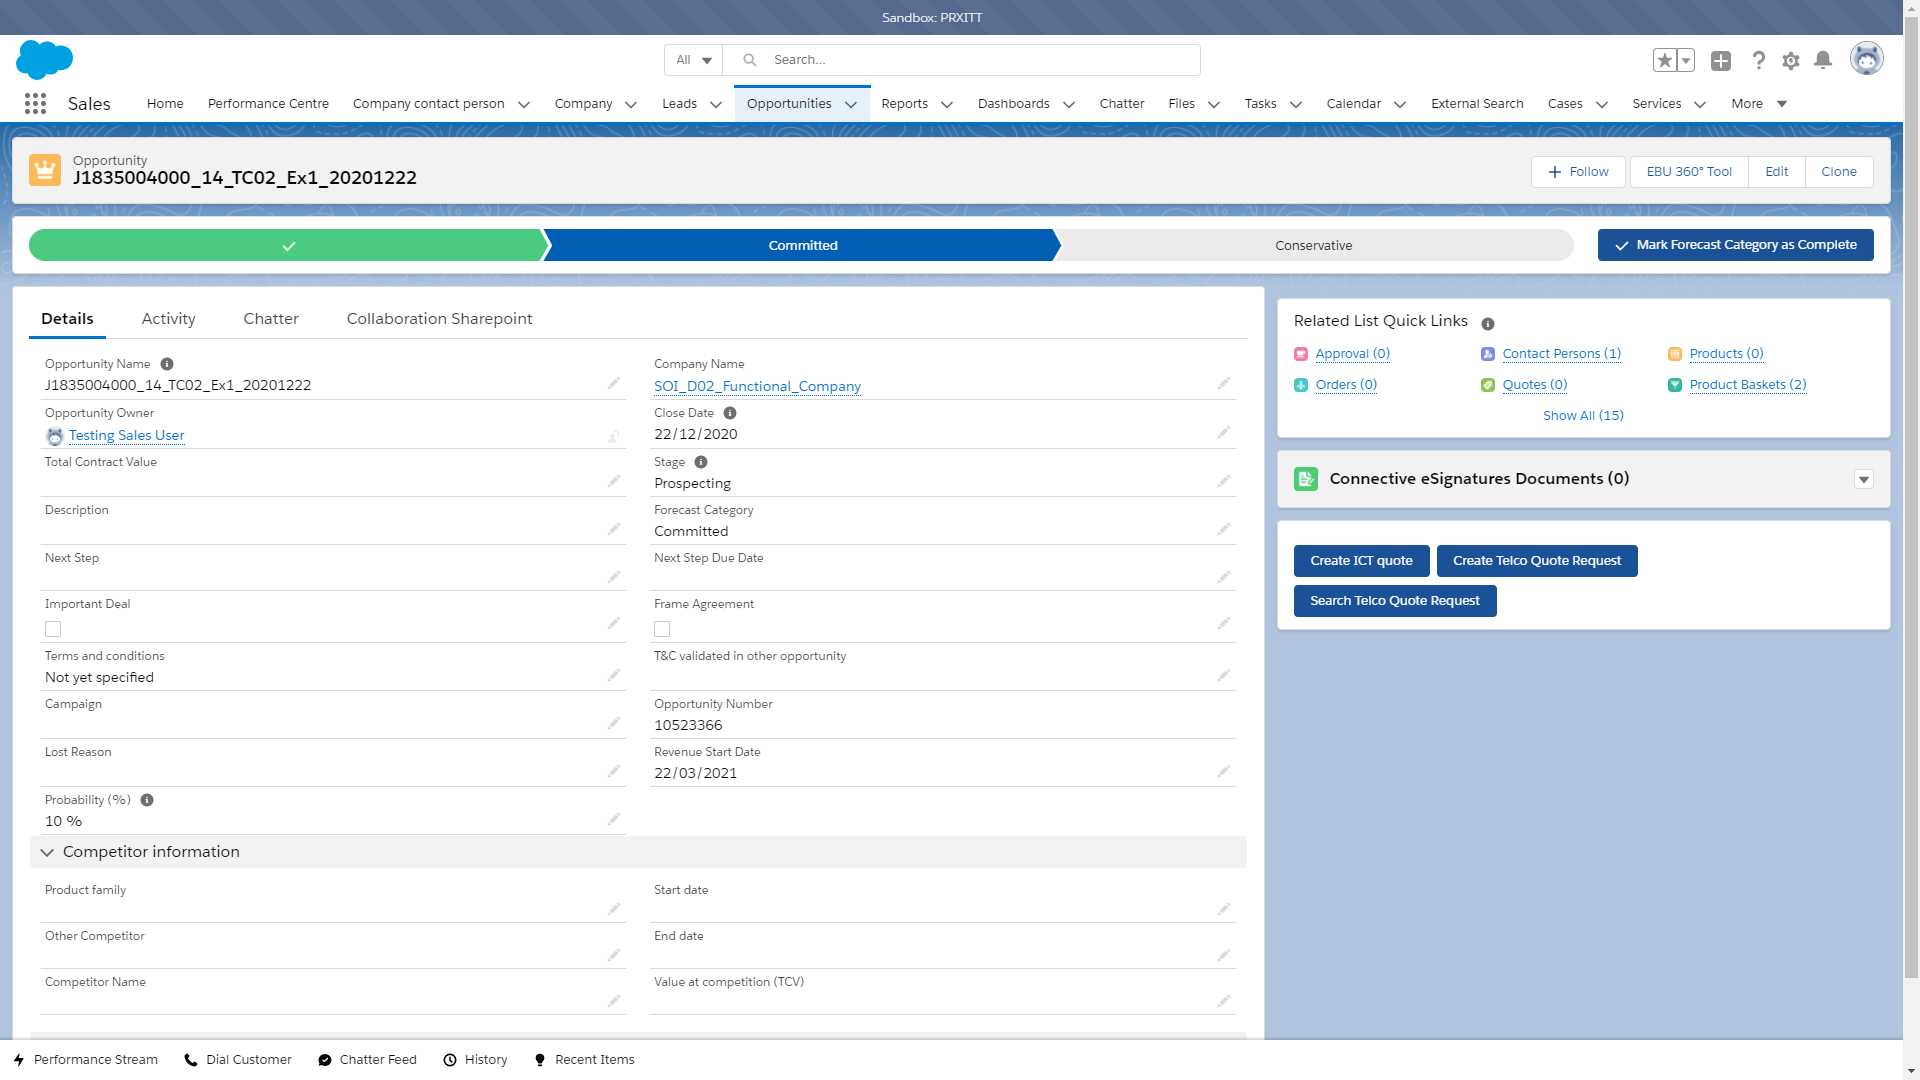 Sandbox: PRXITT
All
Search...
Sales
Home
Performance Centre
Company contact person
Company
Leads
Opportunities
Reports
Dashboards
Chatter
Files
Tasks
Calendar
External Search
Cases
Services
More
Opportunity
J1835004000_14_TC02_Ex1_20201222
Follow
EBU 360° Tool
Edit
Clone
Committed
Conservative
Mark Forecast Category as Complete
Details
Activity
Chatter
Collaboration Sharepoint
Opportunity Name
J1835004000_14_TC02_Ex1_20201222
Company Name
SOI_D02_Functional_Company
Opportunity Owner
Testing Sales User
Close Date
22/12/2020
Total Contract Value
Stage
Prospecting
Description
Forecast Category
Committed
Next Step
Next Step Due Date
Important Deal
Frame Agreement
Terms and conditions
Not yet specified
T&C validated in other opportunity
Campaign
Opportunity Number
10523366
Lost Reason
Revenue Start Date
22/03/2021
Probability (%)
10 %
Competitor information
Product family
Start date
Other Competitor
End date
Competitor Name
Value at competition (TCV)
Related List Quick Links
Approval (0)
Contact Persons (1)
Products (0)
Orders (0)
Quotes (0)
Product Baskets (2)
Show All (15)
Connective eSignatures Documents (0)
Create ICT quote
Create Telco Quote Request
Search Telco Quote Request
Performance Stream
Dial Customer
Chatter Feed
History
Recent Items